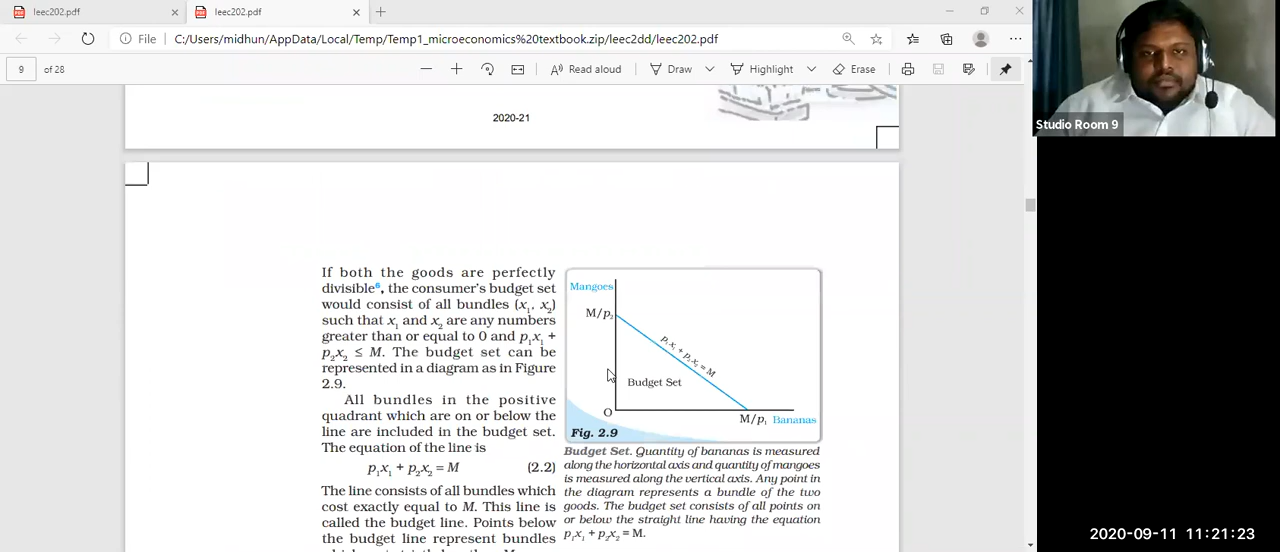 leec202.pdf
leec202.pdf
File
C:/Users/midhun/AppData/Local/Temp/Temp1_microeconomics%20textbook.zip/leec2dd/leec202.pdf
9
of 28
Read aloud
Draw
Highlight
Erase
Studio Room 9
2020-21
If both the goods are perfectly
divisible⁶, the consumer's budget set
would consist of all bundles (x₁, x₂)
such that x₁ and x₂ are any numbers
greater than or equal to 0 and p₁x₁ +
p₂x₂ ≤ M. The budget set can be
represented in a diagram as in Figure
2.9.
All bundles in the positive
quadrant which are on or below the
line are included in the budget set.
The equation of the line is
p₁x₁ + p₂x₂ = M (2.2)
The line consists of all bundles which
cost exactly equal to M. This line is
called the budget line. Points below
the budget line represent bundles
Mangoes
M/p₂
p₁x₁ + p₂x₂ = M
Budget Set
O
M/p₁ Bananas
Fig. 2.9
Budget Set. Quantity of bananas is measured
along the horizontal axis and quantity of mangoes
is measured along the vertical axis. Any point in
the diagram represents a bundle of the two
goods. The budget set consists of all points on
or below the straight line having the equation
p₁x₁ + p₂x₂ = M.
2020-09-11 11:21:23